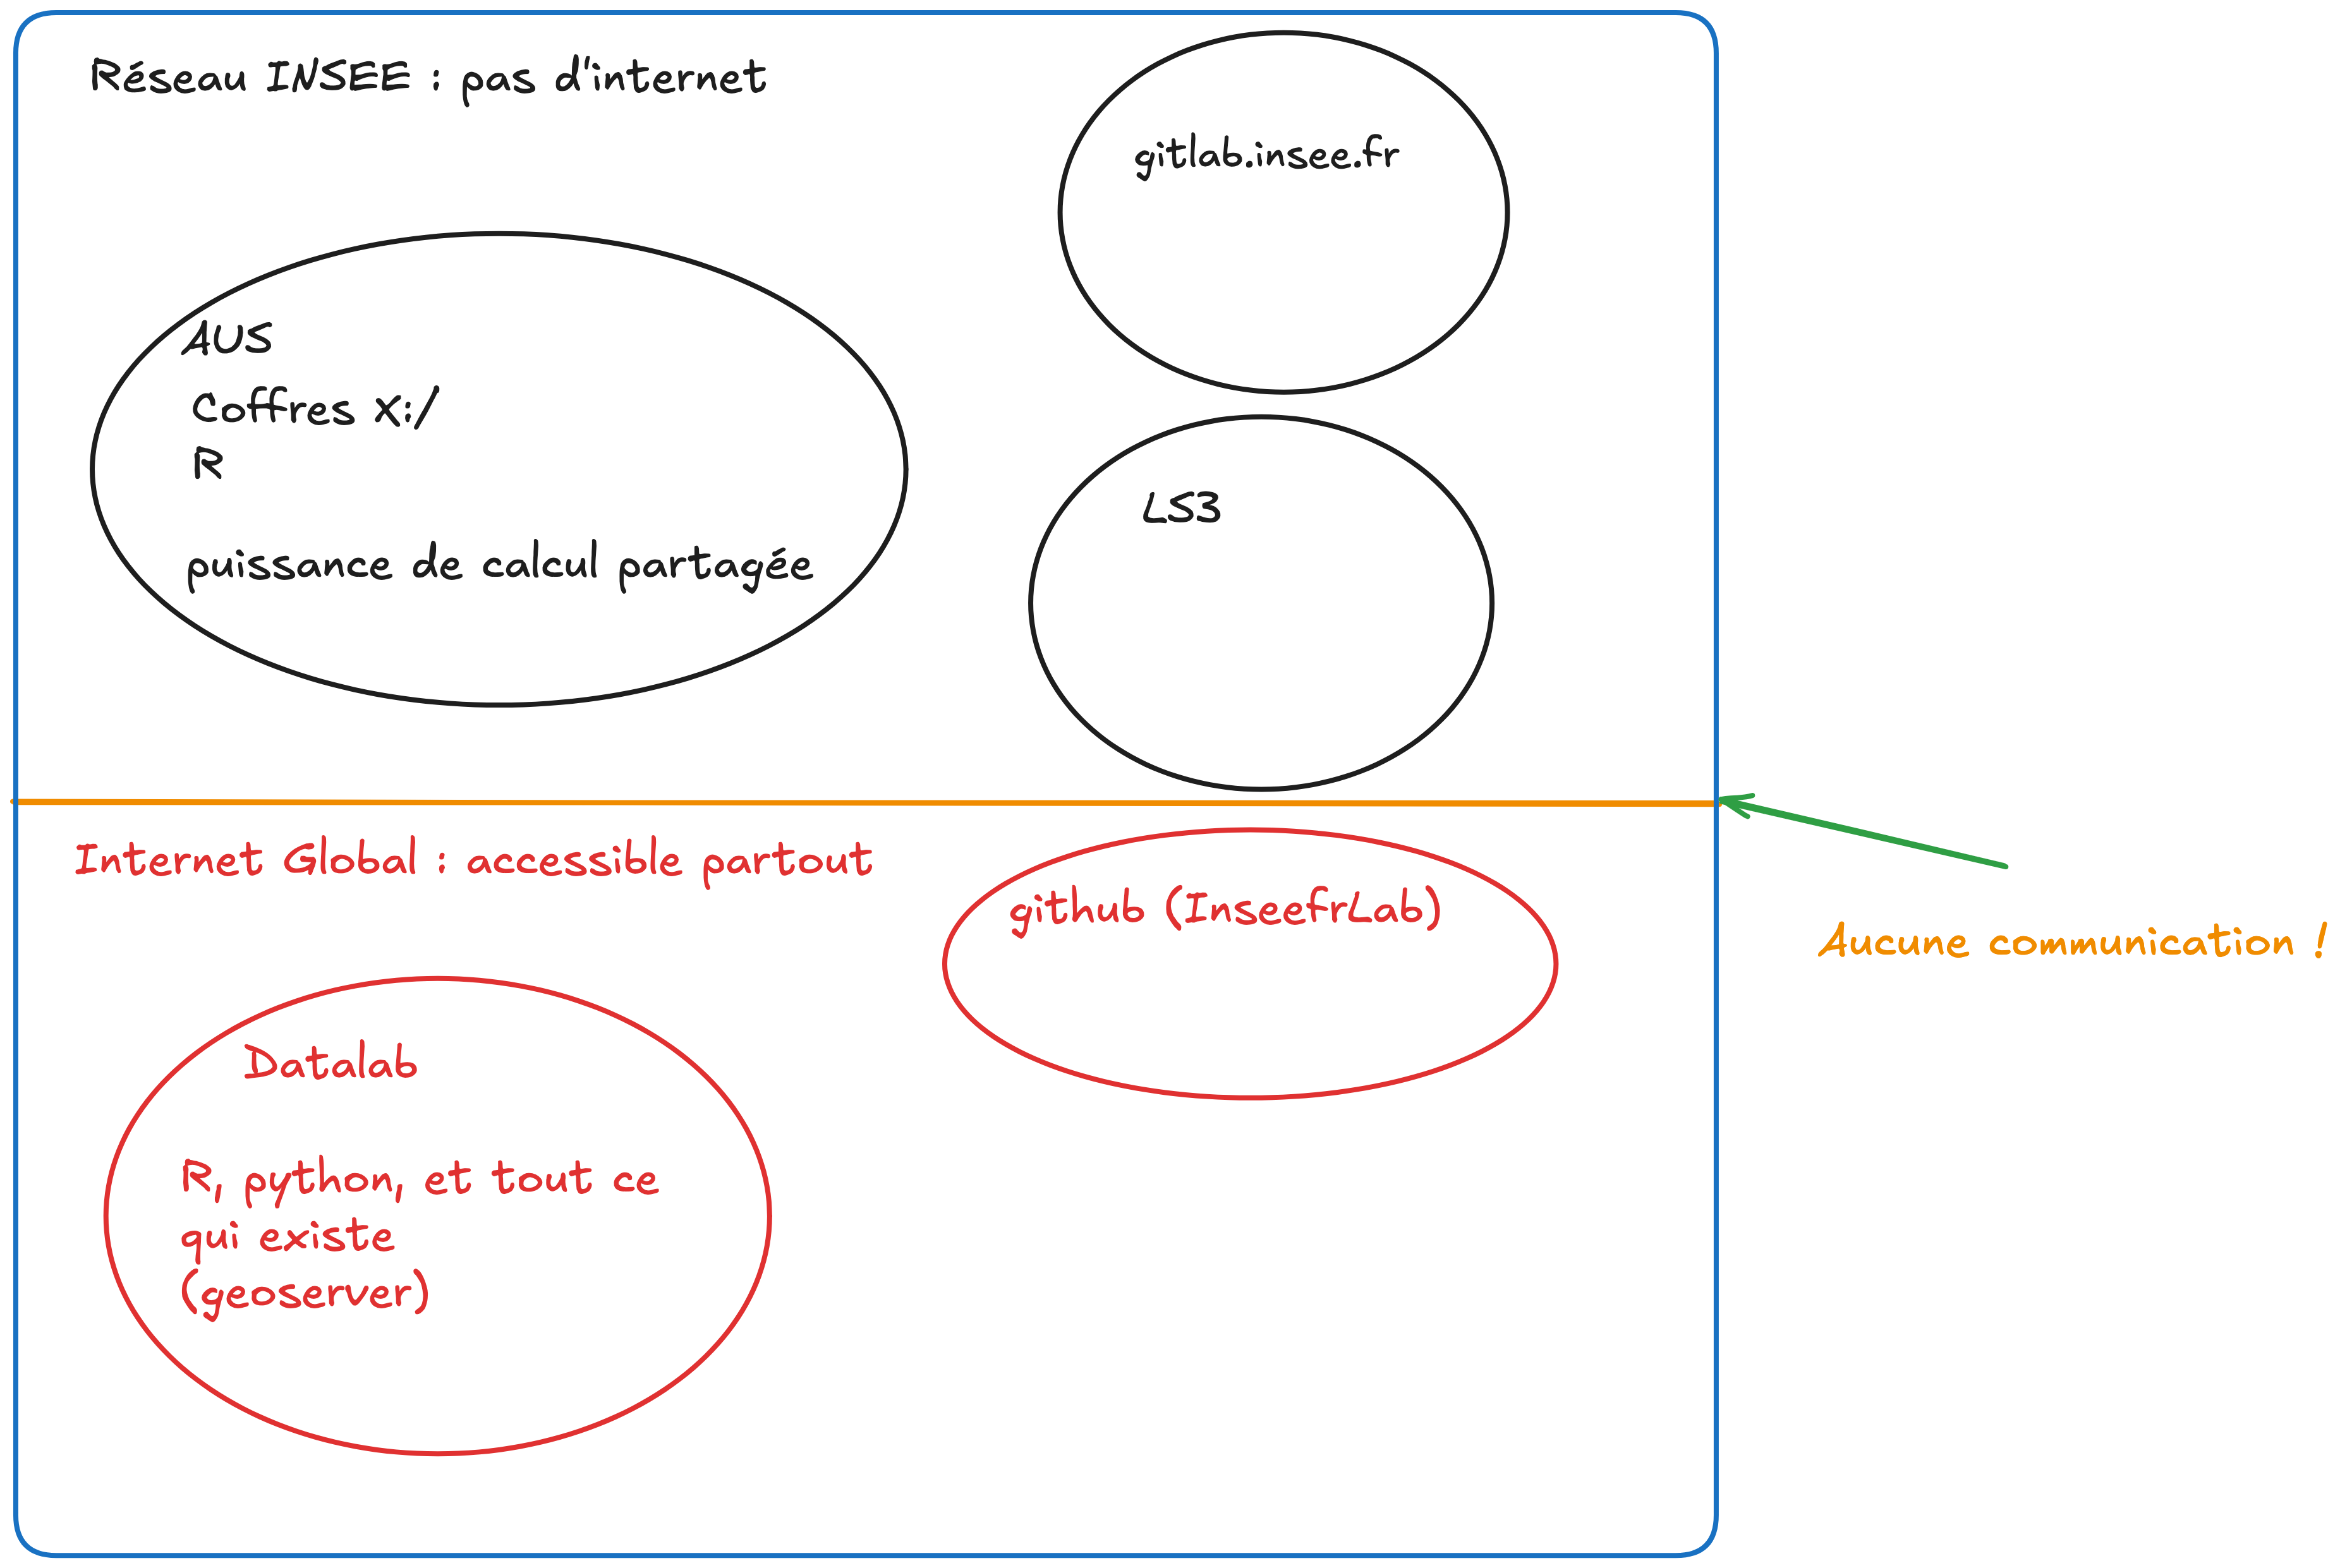 Réseau INSEE : pas d'internet
gitlab.insee.fr
AUS
Coffres x:/
R
puissance de calcul partagée
LS3
Internet Global : accessible partout
github (InseefrLab)
Aucune communication !
Datalab
R, python, et tout ce
qui existe
(geoserver)